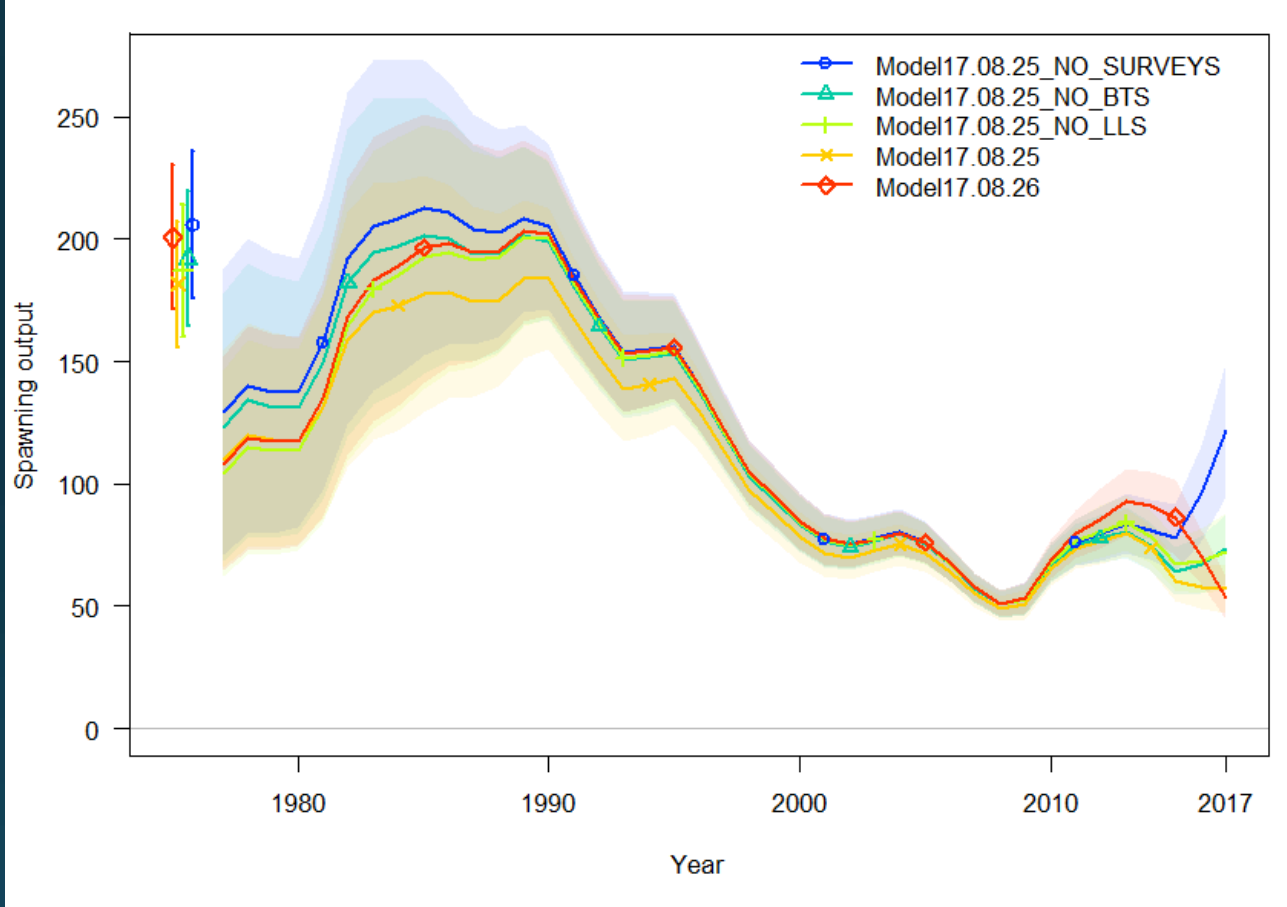 Model17.08.25_NO_SURVEYS
Model17.08.25_NO_BTS
Model17.08.25_NO_LLS
Model17.08.25
Model17.08.26
Spawning output
250
200
150
100
50
0
1980
1990
2000
2010
2017
Year